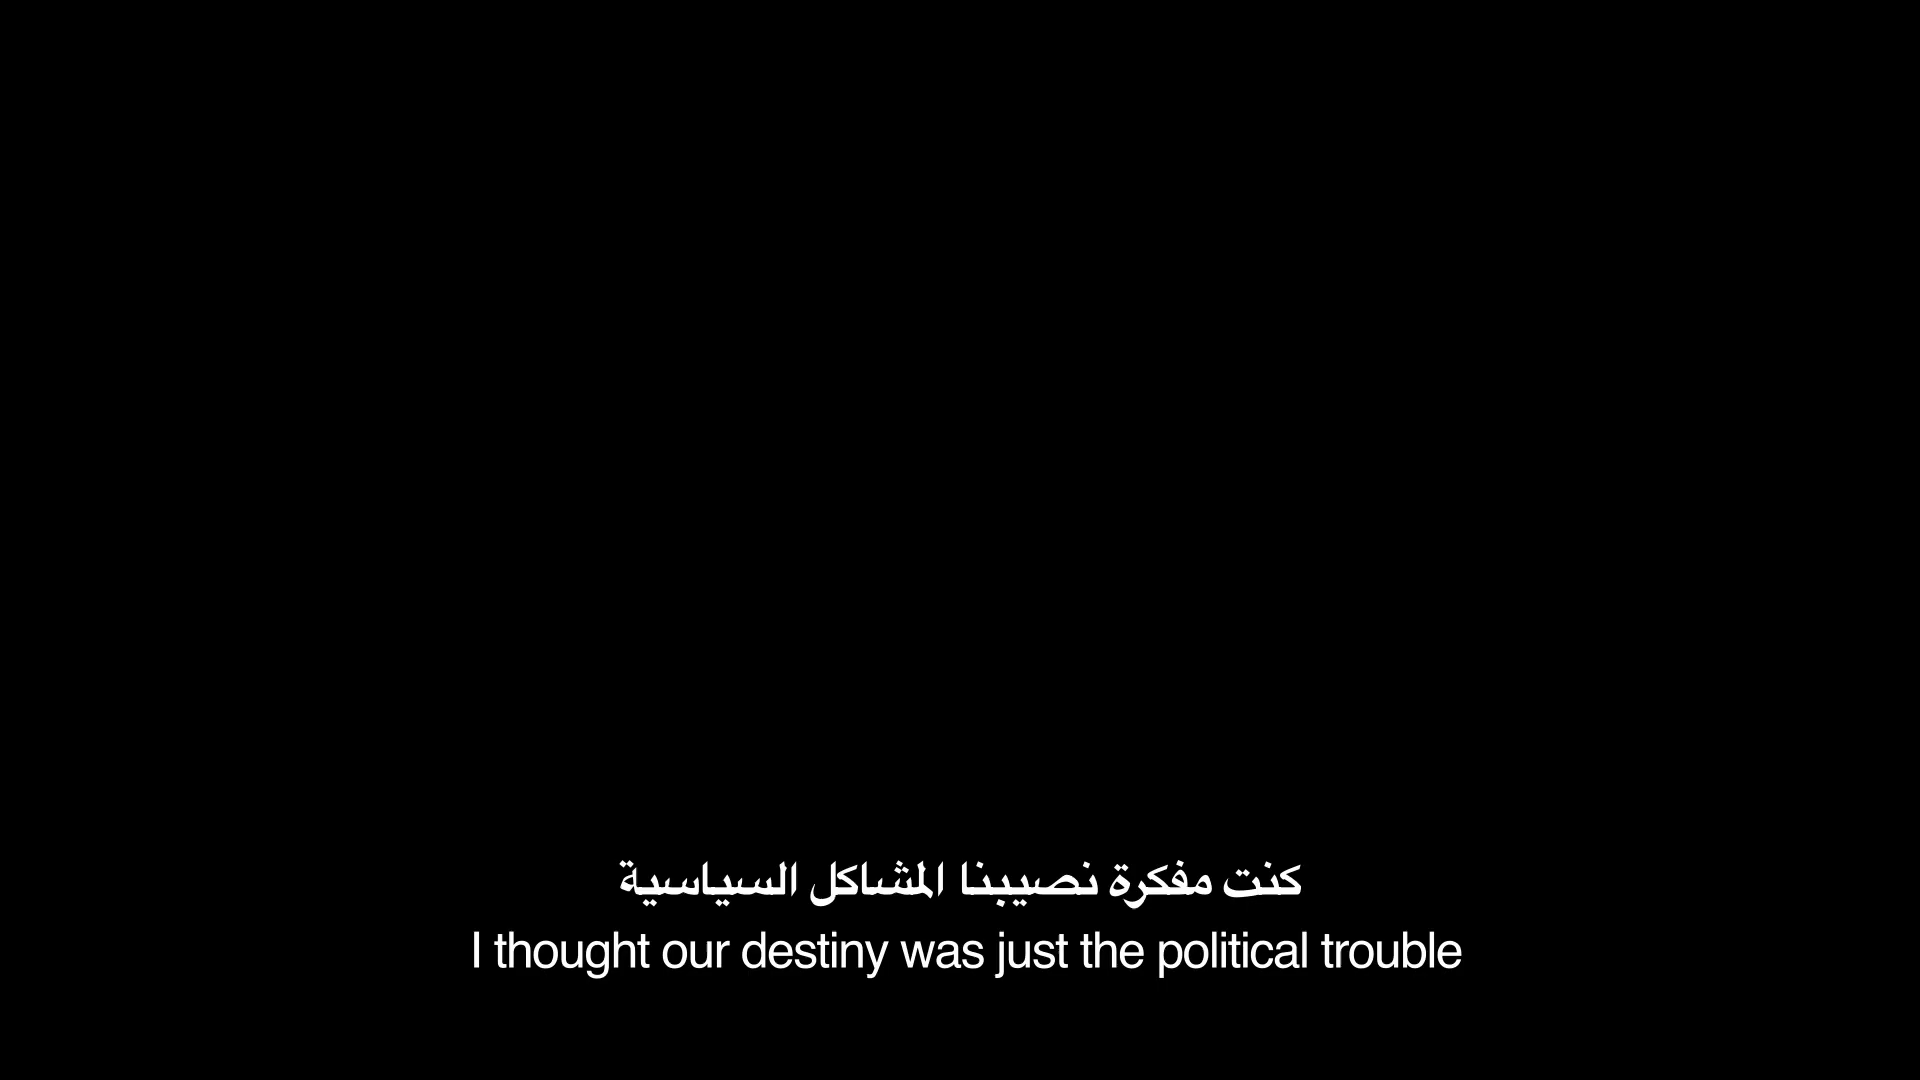 كنت مفكرة نصيبنا المشاكل السياسية
I thought our destiny was just the political trouble